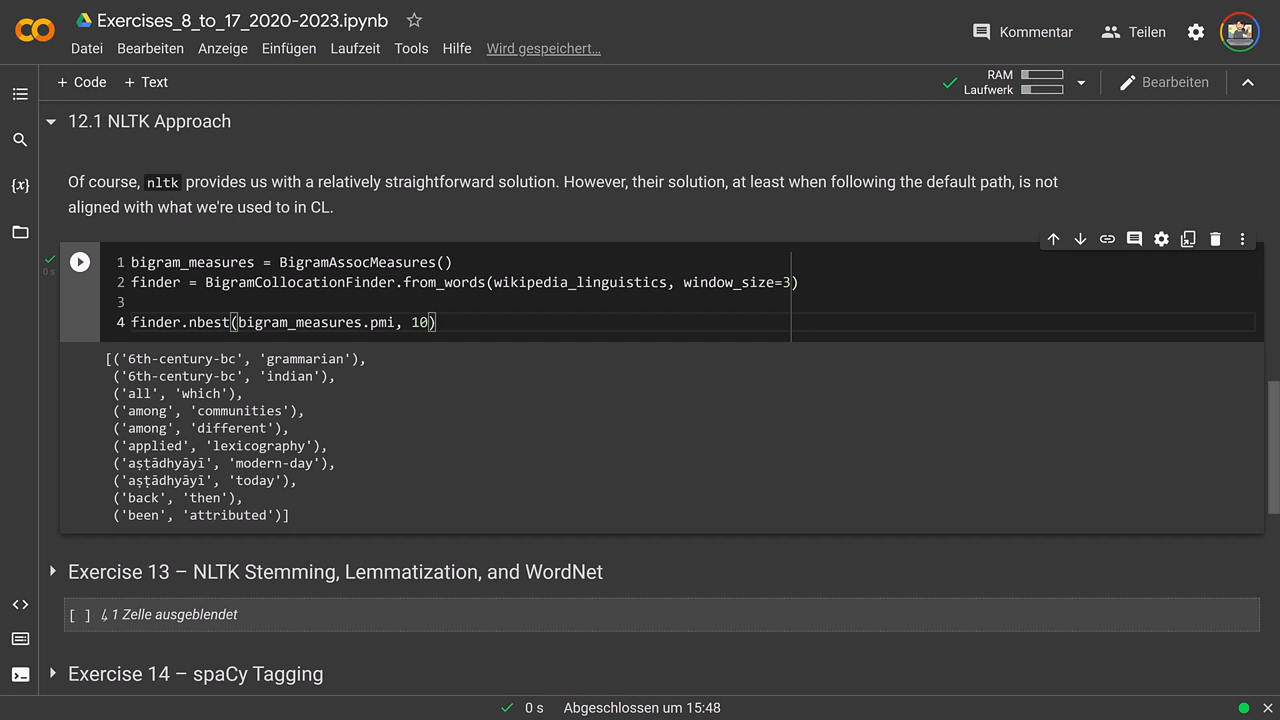 Exercises_8_to_17_2020-2023.ipynb
Kommentar
Teilen
Datei Bearbeiten Anzeige Einfügen Laufzeit Tools Hilfe Wird gespeichert…
+ Code + Text
RAM
Laufwerk
Bearbeiten
12.1 NLTK Approach
Of course, nltk provides us with a relatively straightforward solution. However, their solution, at least when following the default path, is not
aligned with what we're used to in CL.
{x}
0 s
1 bigram_measures = BigramAssocMeasures()
2 finder = BigramCollocationFinder.from_words(wikipedia_linguistics, window_size=3)
3
4 finder.nbest(bigram_measures.pmi, 10)
[('6th-century-bc', 'grammarian'),
('6th-century-bc', 'indian'),
('all', 'which'),
('among', 'communities'),
('among', 'different'),
('applied', 'lexicography'),
('aṣṭādhyāyī', 'modern-day'),
('aṣṭādhyāyī', 'today'),
('back', 'then'),
('been', 'attributed')]
Exercise 13 – NLTK Stemming, Lemmatization, and WordNet
[ ] ↳ 1 Zelle ausgeblendet
Exercise 14 – spaCy Tagging
0 s Abgeschlossen um 15:48